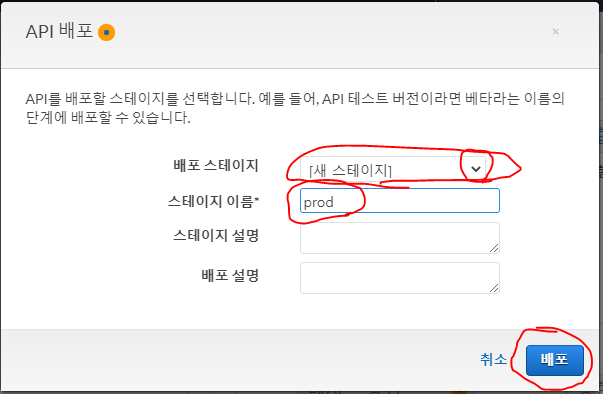 API 배포
×
API를 배포할 스테이지를 선택합니다. 예를 들어, API 테스트 버전이라면 베타라는 이름의
단계에 배포할 수 있습니다.
배포 스테이지 [새 스테이지]
스테이지 이름* prod
스테이지 설명
배포 설명
취소 배포